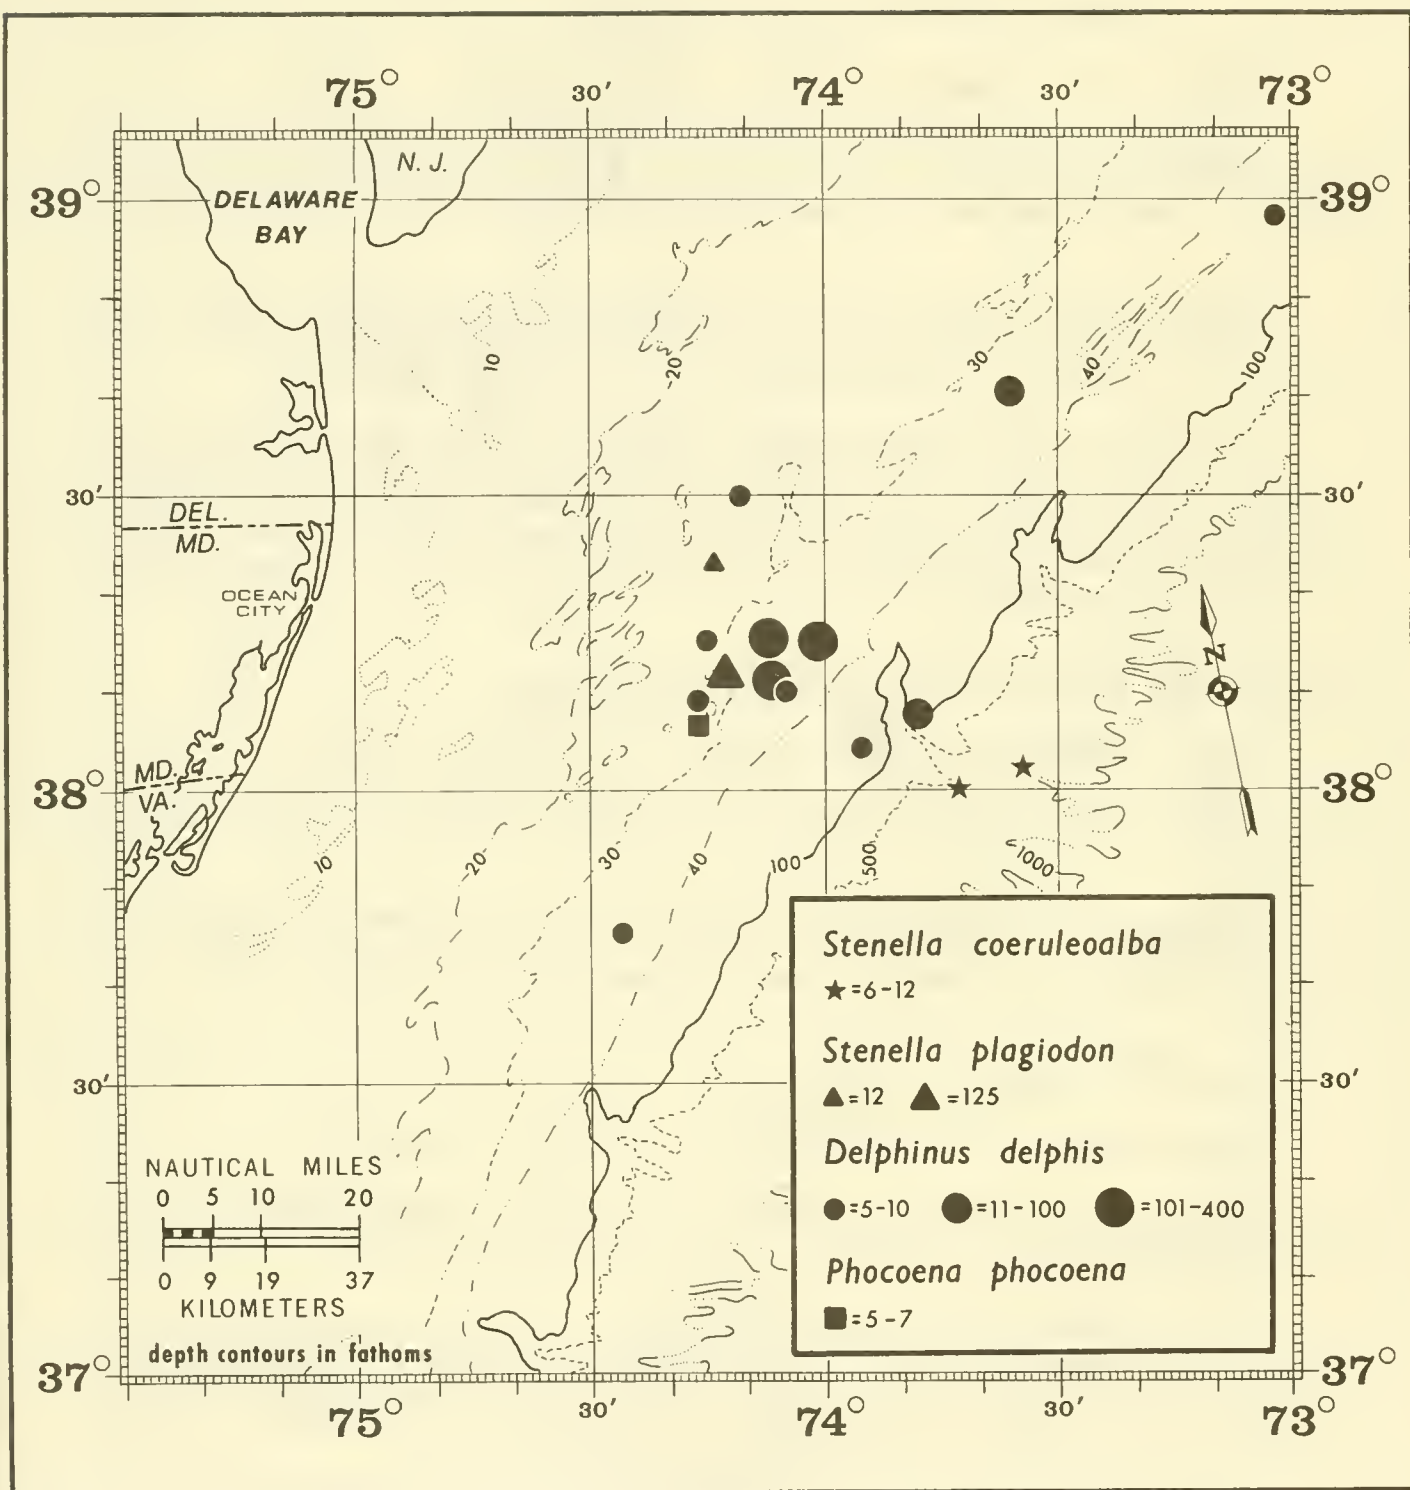 75° 30' 74° 30' 73°
N. J.
39° DELAWARE 39°
BAY
10 20 30 40 100
30' 30'
DEL.
MD.
OCEAN
CITY
N
MD.
38° 38°
VA.
10 20 30 40 100 500 1000
Stenella coeruleoalba
★=6-12
Stenella plagiodon
▲=12 ▲=125
30' 30'
Delphinus delphis
●=5-10 ●=11-100 ●=101-400
Phocoena phocoena
■=5-7
NAUTICAL MILES
0 5 10 20
0 9 19 37
KILOMETERS
depth contours in fathoms
37° 37°
75° 30' 74° 30' 73°